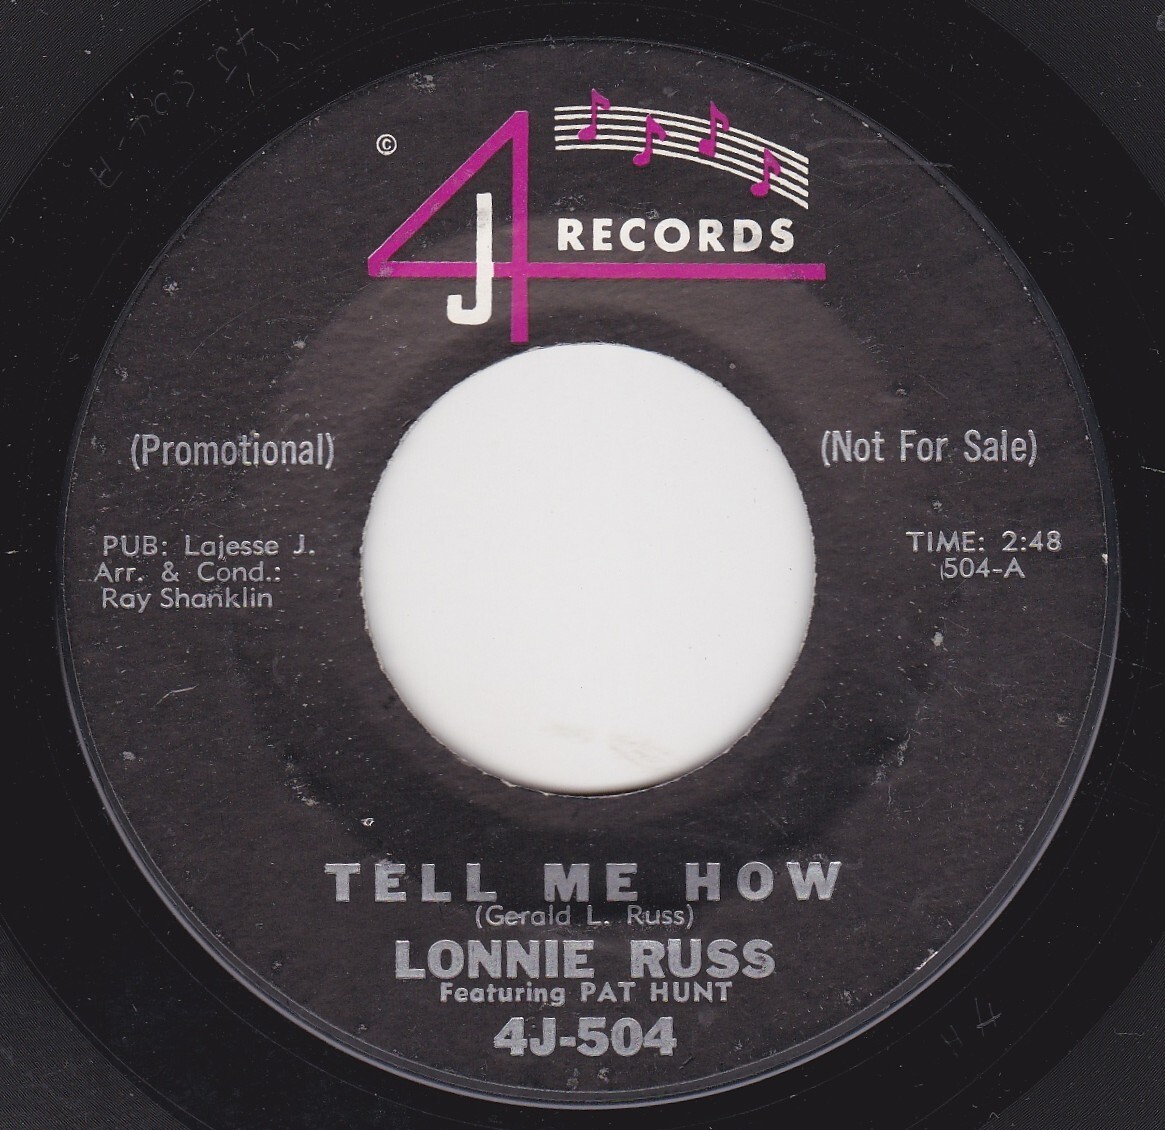 ©
4J RECORDS
(Promotional)
(Not For Sale)
PUB: Lajesse J.
Arr. & Cond.:
Ray Shanklin
TIME: 2:48
504-A
TELL ME HOW
(Gerald L. Russ)
LONNIE RUSS
Featuring PAT HUNT
4J-504